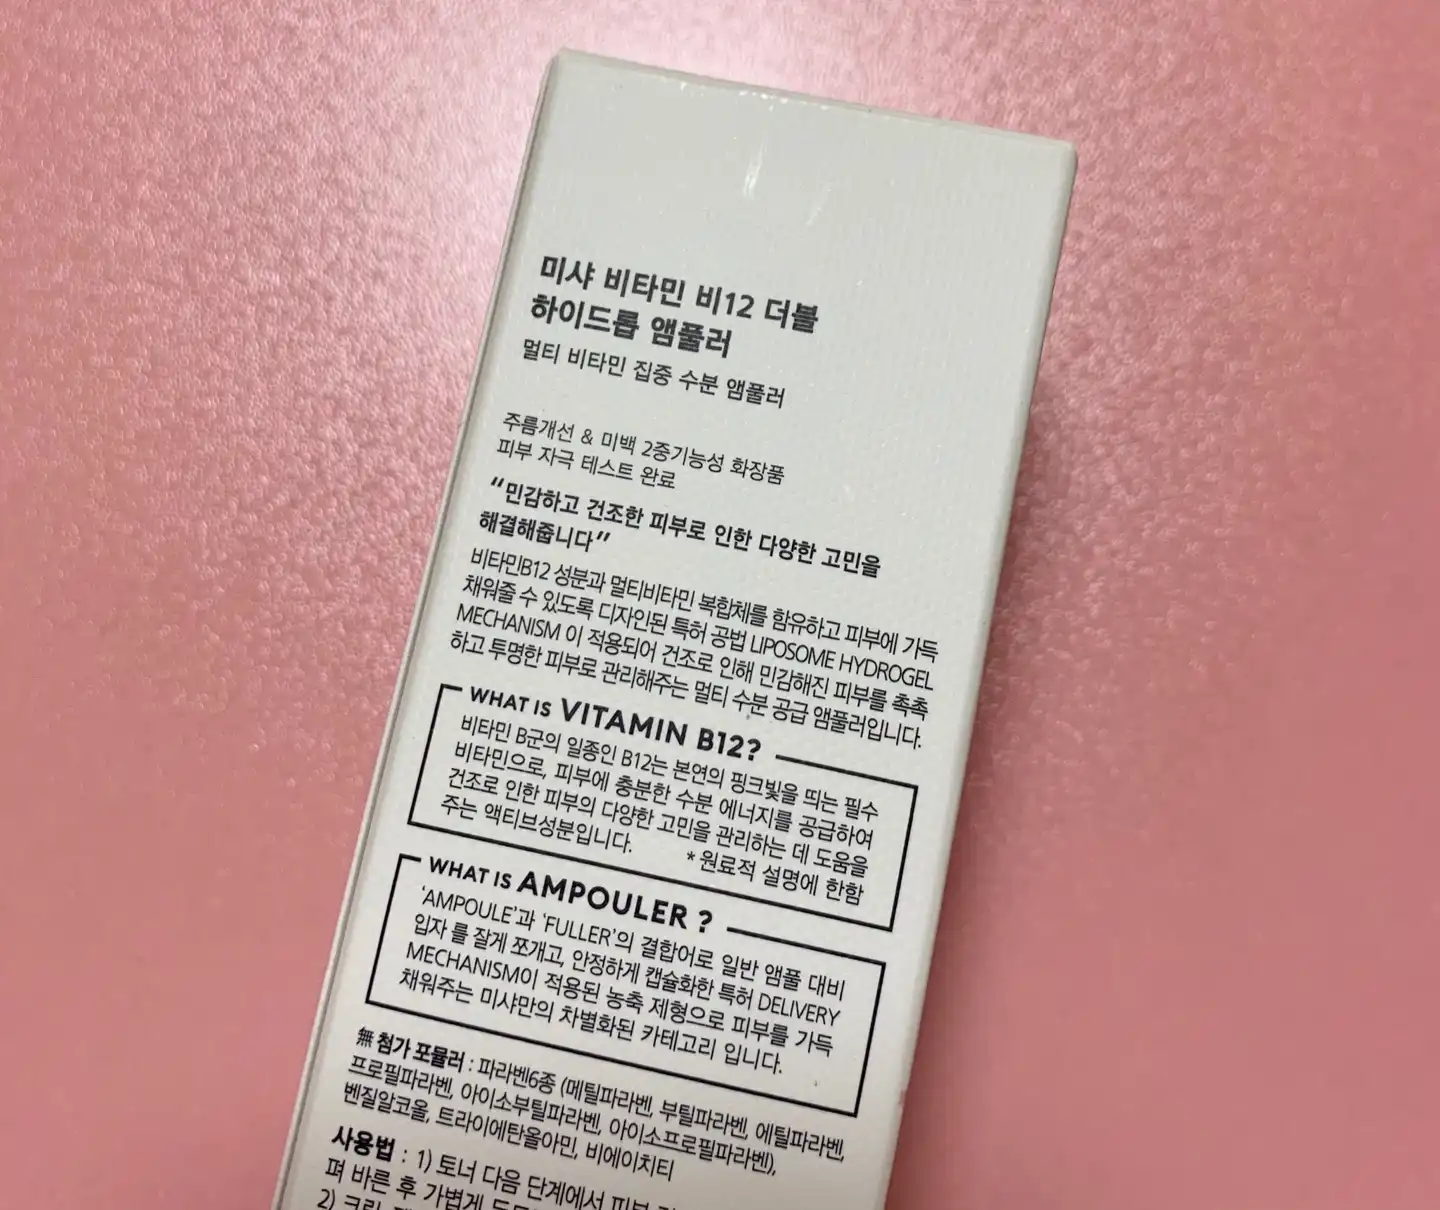 미샤 비타민 비12 더블
하이드롭 앰풀러
멀티 비타민 집중 수분 앰풀러
주름개선 & 미백 2중기능성 화장품
피부 자극 테스트 완료
“민감하고 건조한 피부로 인한 다양한 고민을
해결해줍니다”
비타민B12 성분과 멀티비타민 복합체를 함유하고 피부에 가득
채워줄 수 있도록 디자인된 특허 공법 LIPOSOME HYDROGEL
MECHANISM 이 적용되어 건조로 인해 민감해진 피부를 촉촉
하고 투명한 피부로 관리해주는 멀티 수분 공급 앰풀러입니다.
WHAT IS VITAMIN B12?
비타민 B군의 일종인 B12는 본연의 핑크빛을 띄는 필수
비타민으로, 피부에 충분한 수분 에너지를 공급하여
건조로 인한 피부의 다양한 고민을 관리하는 데 도움을
주는 액티브성분입니다. *원료적 설명에 한함
WHAT IS AMPOULER ?
‘AMPOULE’과 ‘FULLER’의 결합어로 일반 앰풀 대비
입자 를 잘게 쪼개고, 안정하게 캡슐화한 특허 DELIVERY
MECHANISM이 적용된 농축 제형으로 피부를 가득
채워주는 미샤만의 차별화된 카테고리 입니다.
無 첨가 포뮬러 : 파라벤6종 (메틸파라벤, 부틸파라벤, 에틸파라벤,
프로필파라벤, 아이소부틸파라벤, 아이소프로필파라벤),
벤질알코올, 트라이에탄올아민, 비에이치티
사용법 : 1) 토너 다음 단계에서 피부
펴 바른 후 가볍게
2) 크림